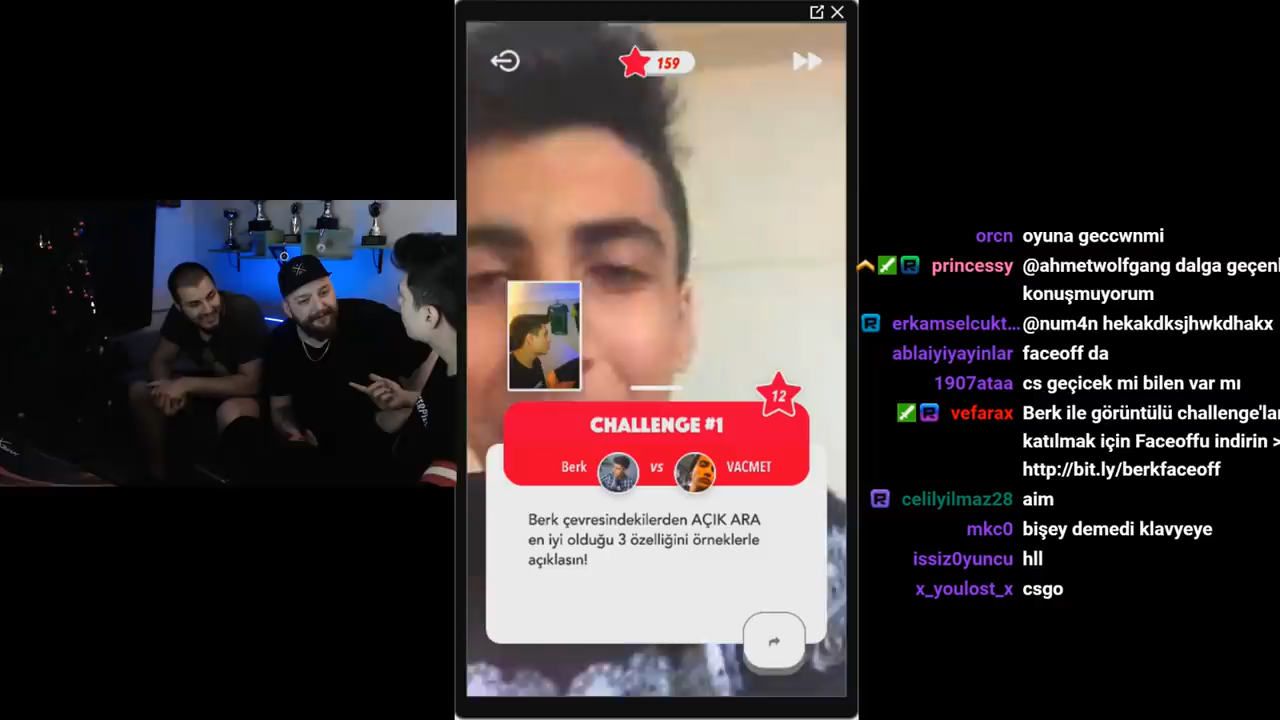 159
12
CHALLENGE #1
Berk vs VACMET
Berk çevresindekilerden AÇIK ARA
en iyi olduğu 3 özelliğini örneklerle
açıklasın!
orcn oyuna geccwnmi
princessy @ahmetwolfgang dalga geçenl
konuşmuyorum
erkamselcukt... @num4n hekakdksjhwkdhakx
ablaiyiyayinlar faceoff da
1907ataa cs geçicek mi bilen var mı
vefarax Berk ile görüntülü challenge'lar
katılmak için Faceoffu indirin >
http://bit.ly/berkfaceoff
celilyilmaz28 aim
mkc0 bişey demedi klavyeye
issiz0yuncu hll
x_youlost_x csgo